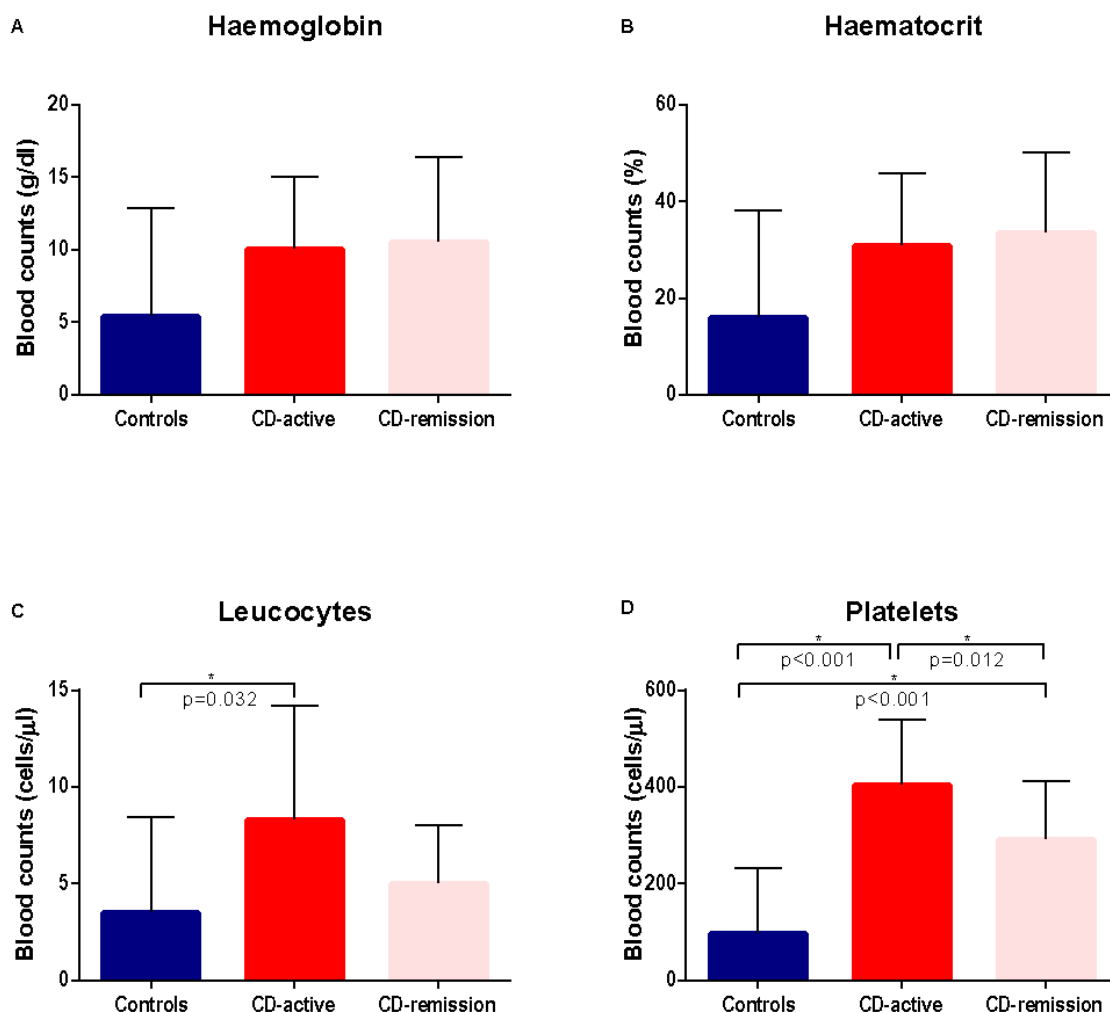 A
Haemoglobin
Blood counts (g/dl)
20
15
10
5
0
Controls
CD-active
CD-remission
B
Haematocrit
Blood counts (%)
60
40
20
0
Controls
CD-active
CD-remission
C
Leucocytes
*
p=0.032
Blood counts (cells/μl)
15
10
5
0
Controls
CD-active
CD-remission
D
Platelets
*
p<0.001
*
p=0.012
*
p<0.001
Blood counts (cells/μl)
600
400
200
0
Controls
CD-active
CD-remission